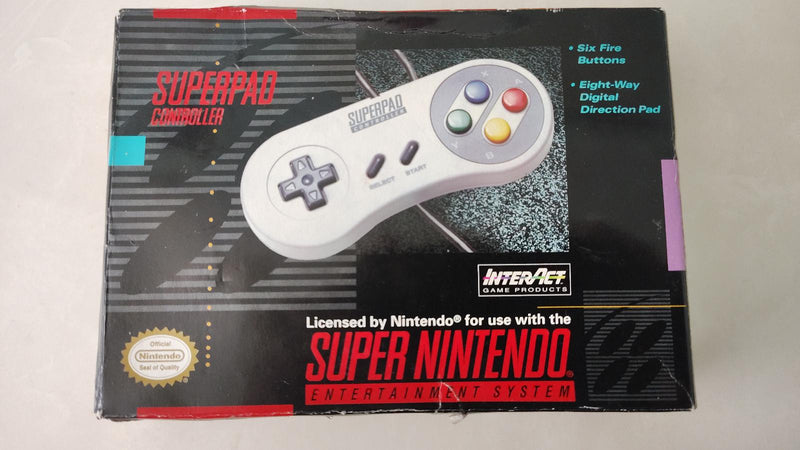 SUPERPAD
CONTROLLER
SUPERPAD
CONTROLLER
X
A
Y
B
SELECT
START
• Six Fire
Buttons
• Eight-Way
Digital
Direction Pad
INTERACT
GAME PRODUCTS
Licensed by Nintendo® for use with the
SUPER NINTENDO®
ENTERTAINMENT SYSTEM
Official
Nintendo
Seal of Quality